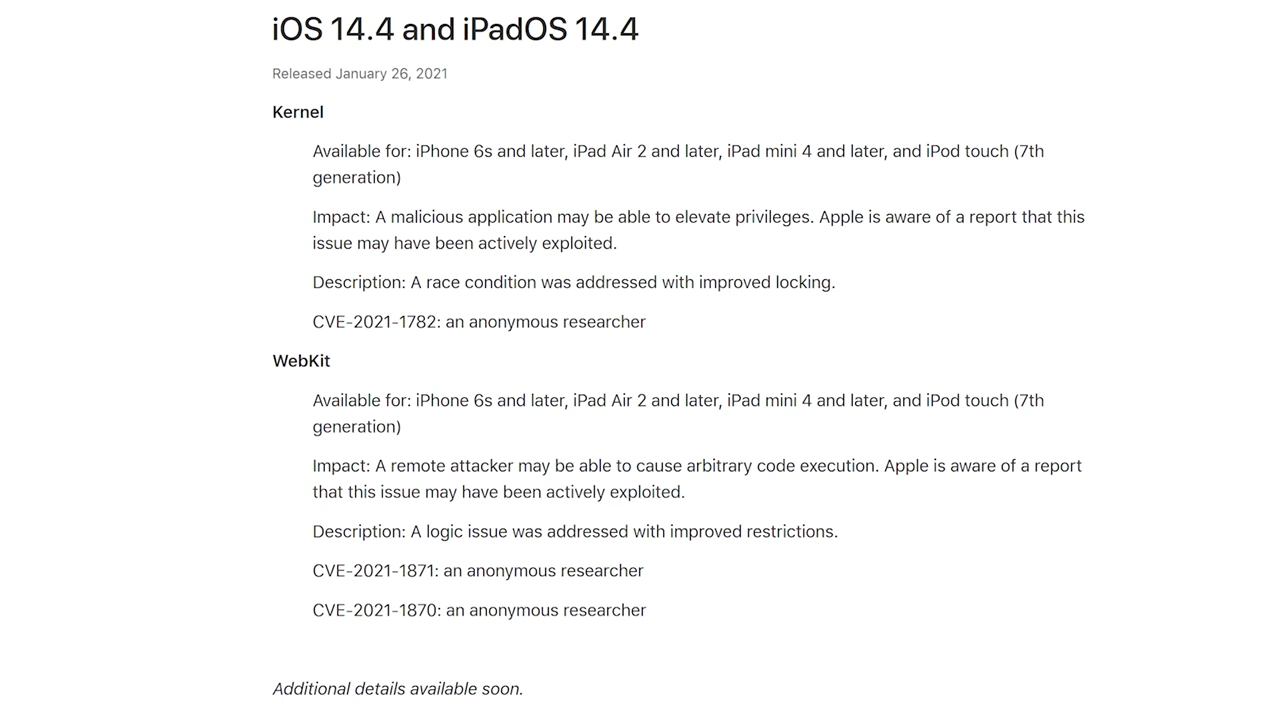 iOS 14.4 and iPadOS 14.4
Released January 26, 2021
Kernel
Available for: iPhone 6s and later, iPad Air 2 and later, iPad mini 4 and later, and iPod touch (7th
generation)
Impact: A malicious application may be able to elevate privileges. Apple is aware of a report that this
issue may have been actively exploited.
Description: A race condition was addressed with improved locking.
CVE-2021-1782: an anonymous researcher
WebKit
Available for: iPhone 6s and later, iPad Air 2 and later, iPad mini 4 and later, and iPod touch (7th
generation)
Impact: A remote attacker may be able to cause arbitrary code execution. Apple is aware of a report
that this issue may have been actively exploited.
Description: A logic issue was addressed with improved restrictions.
CVE-2021-1871: an anonymous researcher
CVE-2021-1870: an anonymous researcher
Additional details available soon.